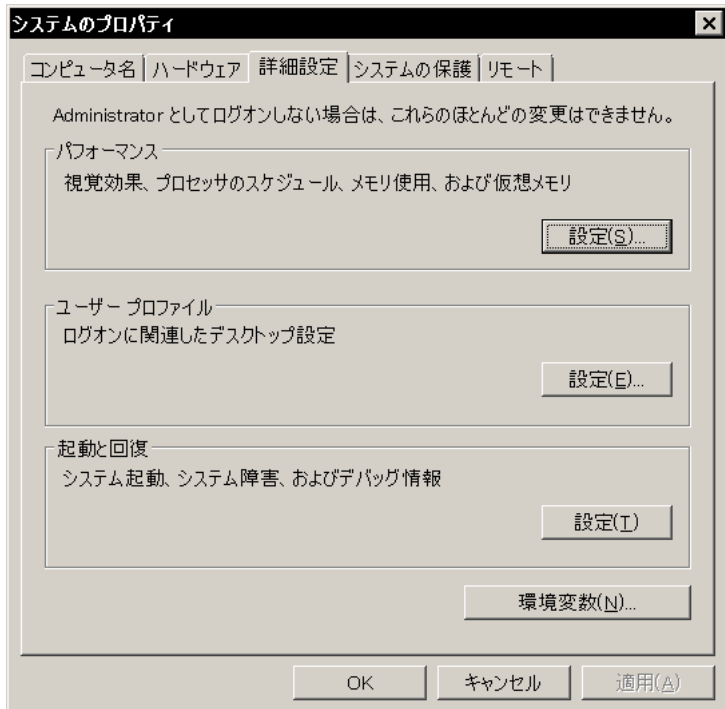 システムのプロパティ
コンピュータ名 ハードウェア 詳細設定 システムの保護 リモート
Administrator としてログオンしない場合は、これらのほとんどの変更はできません。
パフォーマンス
視覚効果、プロセッサのスケジュール、メモリ使用、および仮想メモリ
設定(S)...
ユーザー プロファイル
ログオンに関連したデスクトップ設定
設定(E)...
起動と回復
システム起動、システム障害、およびデバッグ情報
設定(T)
環境変数(N)...
OK キャンセル 適用(A)